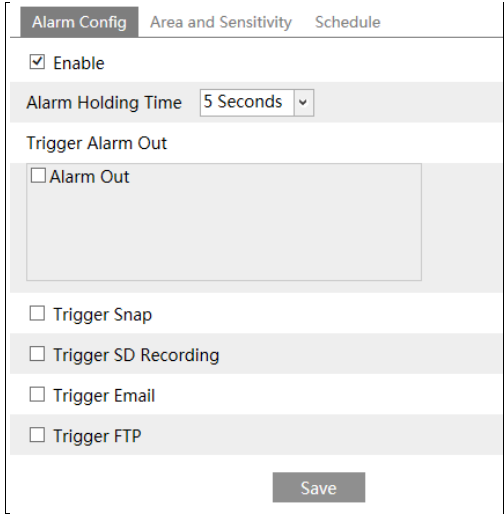 Alarm Config Area and Sensitivity Schedule
Enable
Alarm Holding Time 5 Seconds
Trigger Alarm Out
Alarm Out
Trigger Snap
Trigger SD Recording
Trigger Email
Trigger FTP
Save